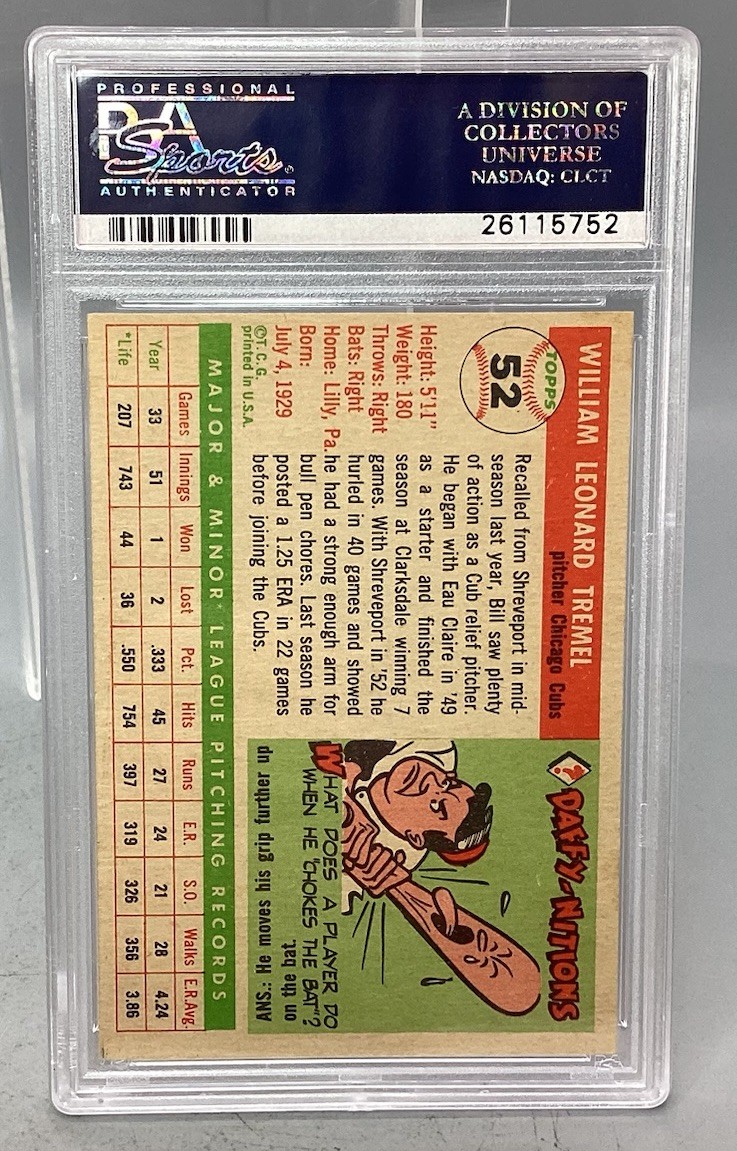 PROFESSIONAL
PSA
Sports
AUTHENTICATOR
A DIVISION OF
COLLECTORS
UNIVERSE
NASDAQ: CLCT
26115752
TOPPS
52
WILLIAM LEONARD TREMEL
pitcher Chicago Cubs
Height: 5'11"
Weight: 180
Throws: Right
Bats: Right
Home: Lilly, Pa.
Born:
July 4, 1929
©T. C. G.
printed in U.S.A.
Recalled from Shreveport in mid-
season last year, Bill saw plenty
of action as a Cub relief pitcher.
He began with Eau Claire in '49
as a starter and finished the
season at Clarksdale winning 7
games. With Shreveport in '52 he
hurled in 40 games and showed
he had a strong enough arm for
bull pen chores. Last season he
posted a 1.25 ERA in 22 games
before joining the Cubs.
?
DAFFY-NITIONS
WHAT DOES A PLAYER DO
WHEN HE "CHOKES THE BAT"?
ANS: He moves his grip further up
on the bat
MAJOR & MINOR* LEAGUE PITCHING RECORDS
Games Innings Won Lost Pct. Hits Runs E.R. S.O. Walks E.R.Avg.
Year 33 51 1 2 .333 45 27 24 21 28 4.24
*Life 207 743 44 36 .550 754 397 319 326 356 3.86